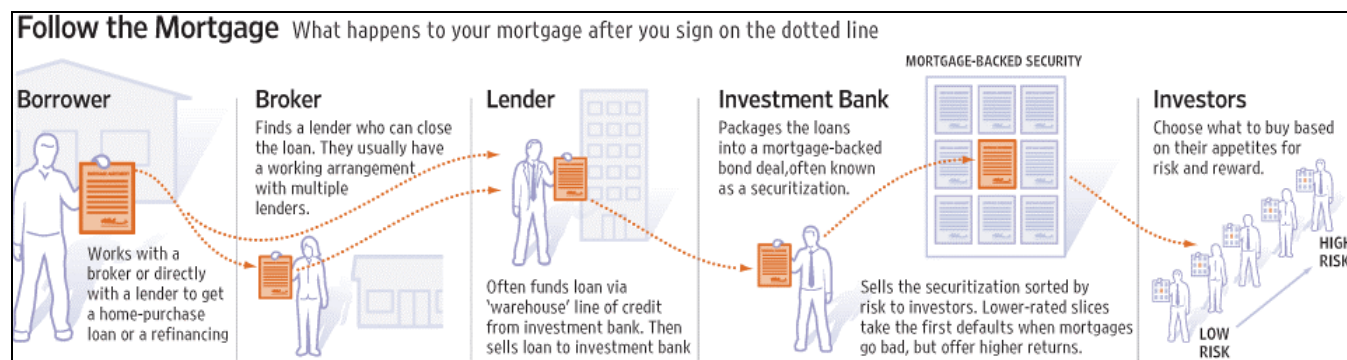 Follow the Mortgage What happens to your mortgage after you sign on the dotted line
Borrower
Works with a
broker or directly
with a lender to get
a home-purchase
loan or a refinancing
Broker
Finds a lender who can close
the loan. They usually have
a working arrangement
with multiple
lenders.
Lender
Often funds loan via
'warehouse' line of credit
from investment bank. Then
sells loan to investment bank
Investment Bank
Packages the loans
into a mortgage-backed
bond deal,often known
as a securitization.
MORTGAGE-BACKED SECURITY
Sells the securitization sorted by
risk to investors. Lower-rated slices
take the first defaults when mortgages
go bad, but offer higher returns.
Investors
Choose what to buy based
on their appetites for
risk and reward.
HIGH
RISK
LOW
RISK